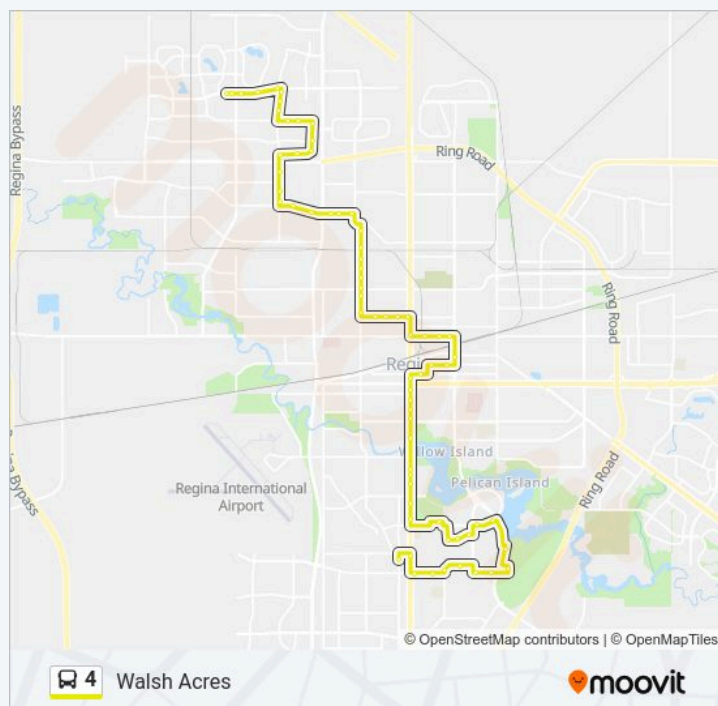 Regina Bypass
Ring Road
Ring Road
Regi
Willow Island
Pelican Island
Regina International
Airport
Ring Road
Bypass
© OpenStreetMap contributors | © OpenMapTiles
4 Walsh Acres
moovit